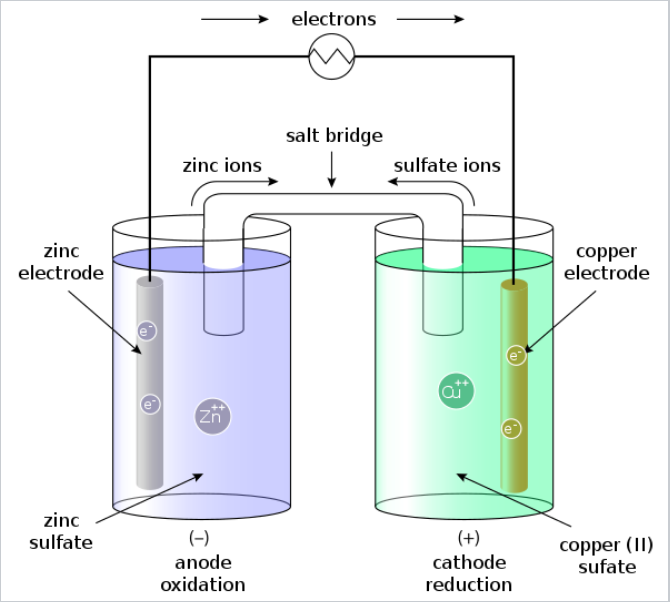 electrons
salt bridge
zinc ions
sulfate ions
zinc
electrode
copper
electrode
e-
e-
Zn++
Cu++
e-
e-
zinc
sulfate
(–)
anode
oxidation
(+)
cathode
reduction
copper (II)
sufate